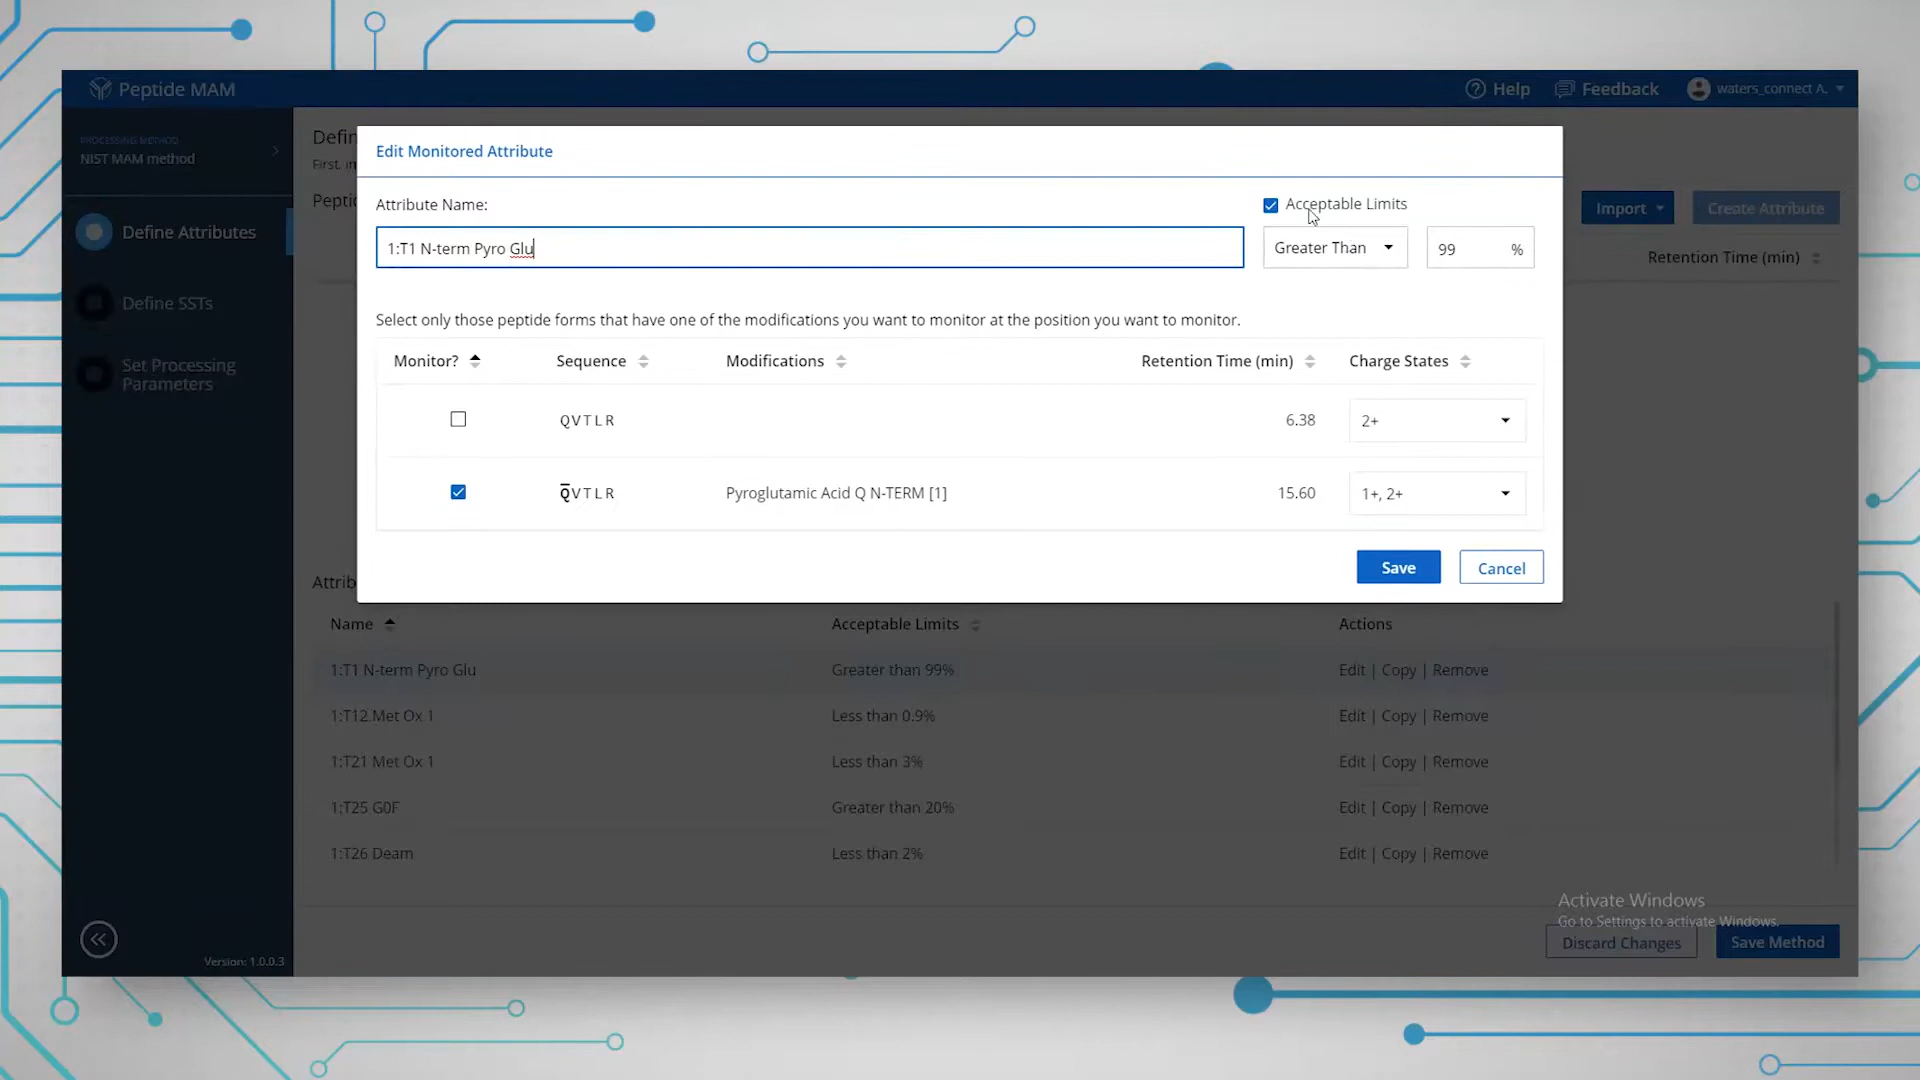 Peptide MAM
Help
Feedback
waters_connect A.
PROCESSING METHOD
NIST MAM method
Define Attributes
Define SSTs
Set Processing
Parameters
Version: 1.0.0.3
Defin
First, in
Peptid
Import
Create Attribute
Retention Time (min)
Edit Monitored Attribute
Attribute Name:
Acceptable Limits
1:T1 N-term Pyro Glu
Greater Than
99 %
Select only those peptide forms that have one of the modifications you want to monitor at the position you want to monitor.
Monitor? Sequence Modifications Retention Time (min) Charge States
QVTLR 6.38 2+
QVTLR Pyroglutamic Acid Q N-TERM [1] 15.60 1+, 2+
Save Cancel
Attrib
Name Acceptable Limits Actions
1:T1 N-term Pyro Glu Greater than 99% Edit | Copy | Remove
1:T12 Met Ox 1 Less than 0.9% Edit | Copy | Remove
1:T21 Met Ox 1 Less than 3% Edit | Copy | Remove
1:T25 G0F Greater than 20% Edit | Copy | Remove
1:T26 Deam Less than 2% Edit | Copy | Remove
Activate Windows
Go to Settings to activate Windows.
Discard Changes Save Method